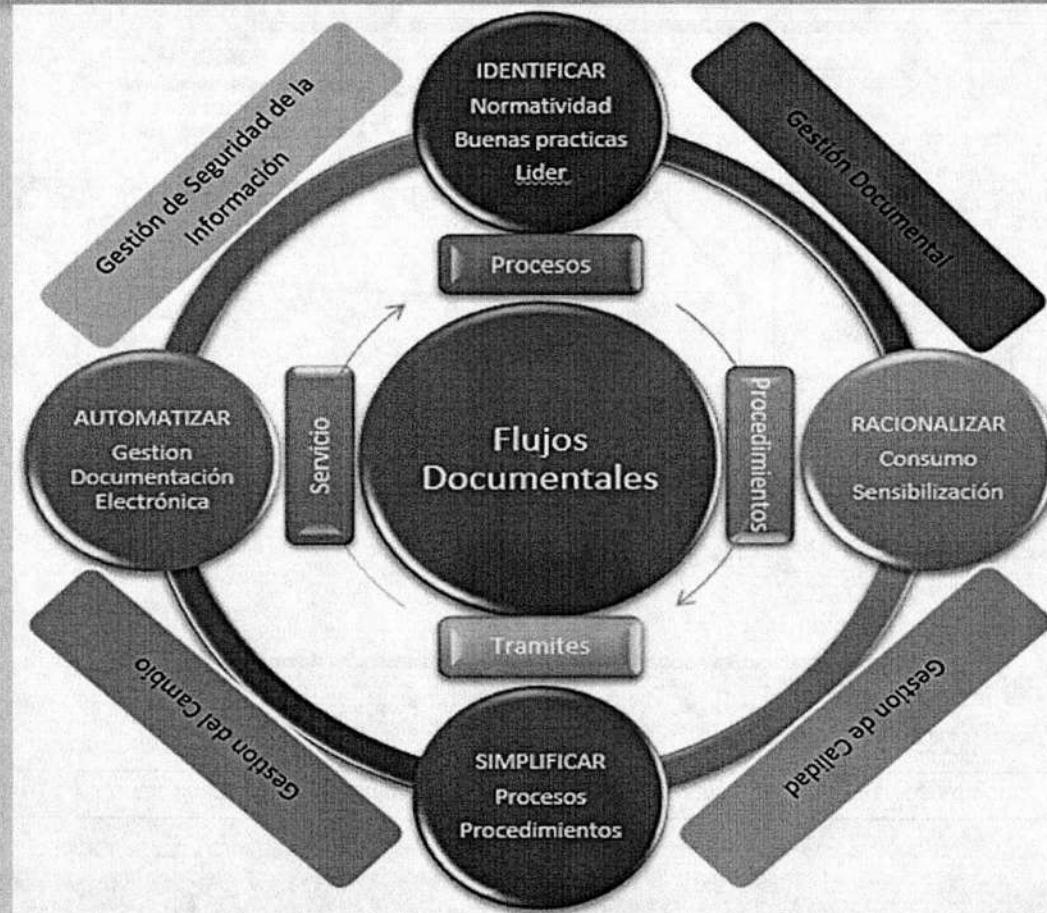 IDENTIFICAR
Normatividad
Buenas practicas
Lider
Gestión de Seguridad de la
Información
Gestión Documental
Procesos
AUTOMATIZAR
Gestion
Documentación
Electrónica
Servicio
Flujos
Documentales
Procedimientos
RACIONALIZAR
Consumo
Sensibilización
Tramites
Gestion del Cambio
SIMPLIFICAR
Procesos
Procedimientos
Gestion de Calidad